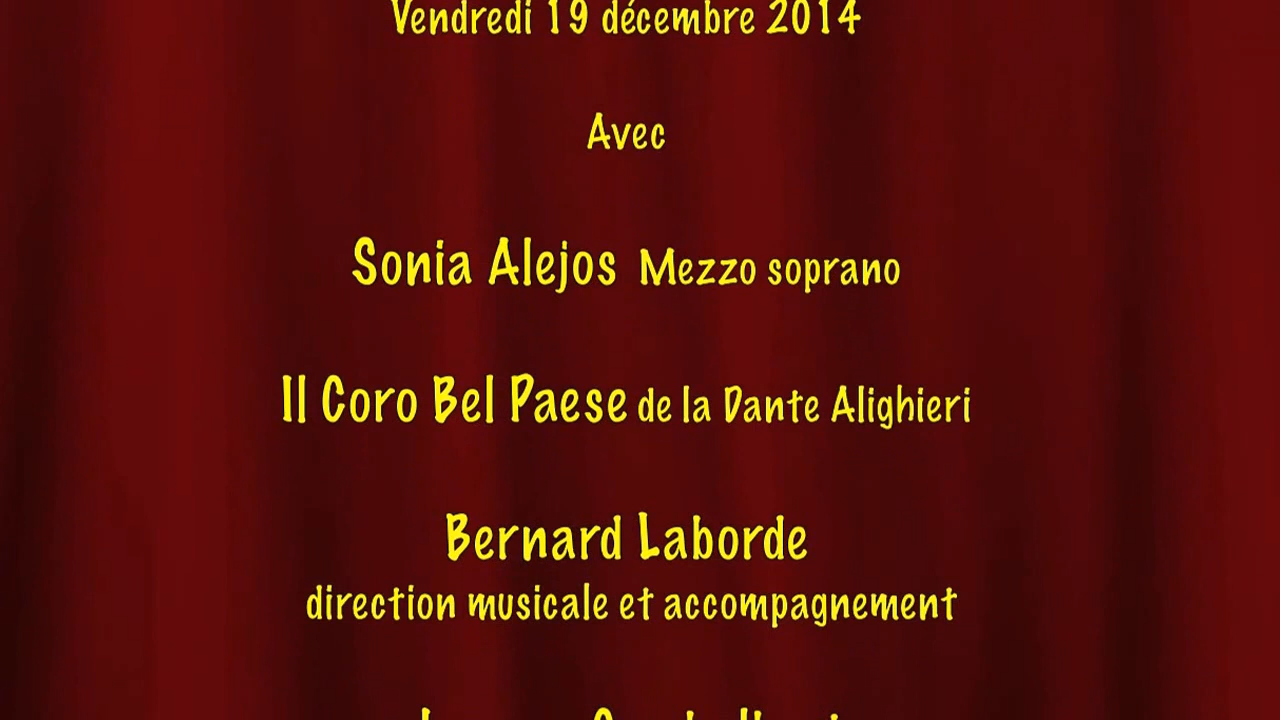 Vendredi 19 décembre 2014
Avec
Sonia Alejos Mezzo soprano
Il Coro Bel Paese de la Dante Alighieri
Bernard Laborde
direction musicale et accompagnement